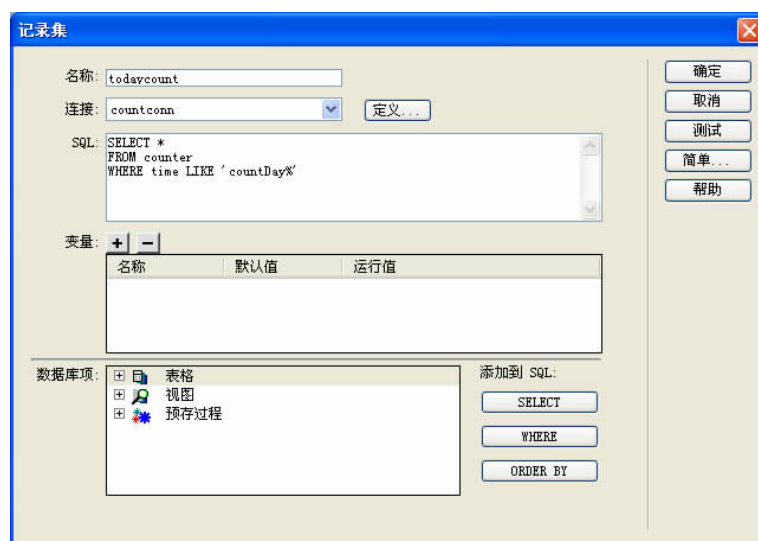 记录集
名称: todaycount
确定
连接: countconn 定义...
取消
SQL: SELECT *
FROM counter
WHERE time LIKE 'countDay%'
测试
简单...
帮助
变量: + −
名称 默认值 运行值
数据库项: 表格
视图
预存过程
添加到 SQL:
SELECT
WHERE
ORDER BY